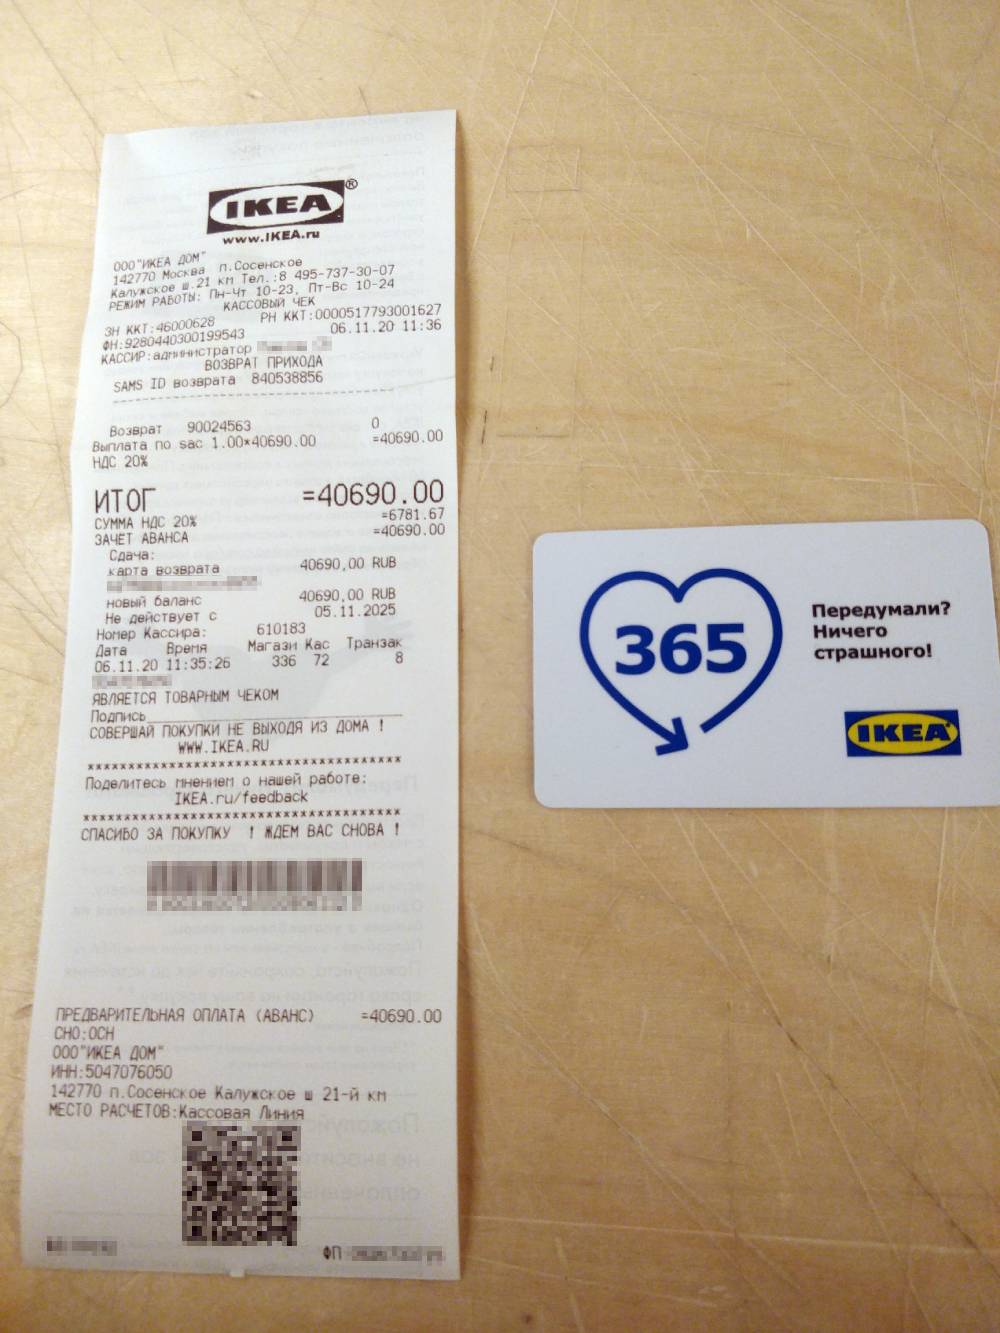 IKEA®
www.IKEA.ru
ООО"ИКЕА ДОМ"
142770 Москва п.Сосенское
Калужское ш.21 км Тел.:8 495-737-30-07
РЕЖИМ РАБОТЫ: Пн-Чт 10-23, Пт-Вс 10-24
КАССОВЫЙ ЧЕК
ЗН ККТ:46000628 РН ККТ:0000517793001627
ФН:9280440300199543 06.11.20 11:36
КАССИР:администратор
ВОЗВРАТ ПРИХОДА
SAMS ID возврата 840538856
Возврат 90024563 0
Выплата по sac 1.00*40690.00 =40690.00
НДС 20%
ИТОГ =40690.00
СУММА НДС 20% =6781.67
ЗАЧЕТ АВАНСА =40690.00
Сдача:
карта возврата 40690,00 RUB
новый баланс 40690,00 RUB
Не действует с 05.11.2025
Номер Кассира: 610183
Дата Время Магази Кас Транзак
06.11.20 11:35:26 336 72 8
ЯВЛЯЕТСЯ ТОВАРНЫМ ЧЕКОМ
Подпись
СОВЕРШАЙ ПОКУПКИ НЕ ВЫХОДЯ ИЗ ДОМА !
WWW.IKEA.RU
Поделитесь мнением о нашей работе:
IKEA.ru/feedback
СПАСИБО ЗА ПОКУПКУ ! ЖДЕМ ВАС СНОВА !
ПРЕДВАРИТЕЛЬНАЯ ОПЛАТА (АВАНС) =40690.00
СНО:ОСН
ООО"ИКЕА ДОМ"
ИНН:5047076050
142770 п.Сосенское Калужское ш 21-й км
МЕСТО РАСЧЕТОВ:Кассовая Линия
ФП
365
Передумали?
Ничего
страшного!
IKEA